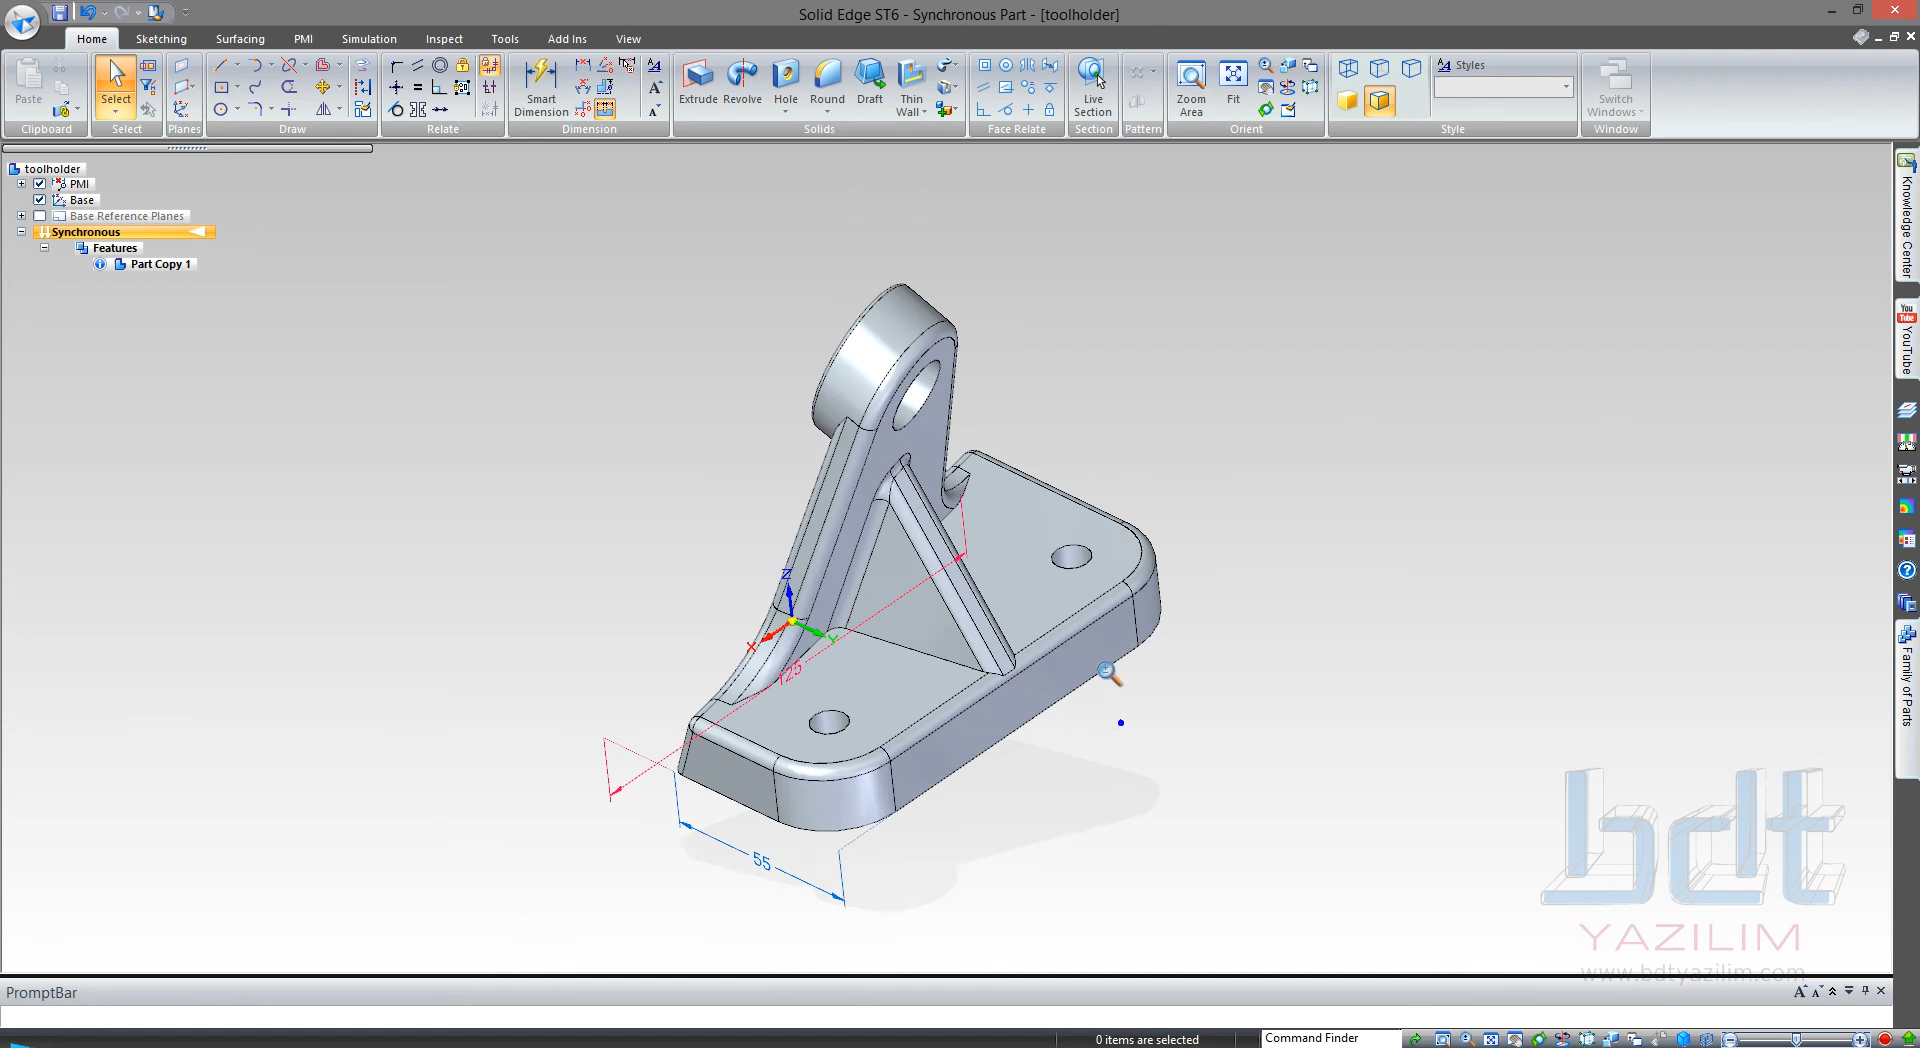 Solid Edge ST6 - Synchronous Part - [toolholder]
Home Sketching Surfacing PMI Simulation Inspect Tools Add Ins View
Paste
Clipboard
Select
Select
Planes
Draw
Relate
Smart Dimension
Dimension
Extrude Revolve Hole Round Draft Thin Wall
Solids
Face Relate
Live Section
Section
Pattern
Zoom Area
Fit
Orient
Styles
Style
Switch Windows
Window
toolholder
PMI
Base
Base Reference Planes
Synchronous
Features
Part Copy 1
Z
X
Y
125
55
Knowledge Center
You Tube
YouTube
Family of Parts
bdt
YAZILIM
www.bdtyazilim.com
PromptBar
0 items are selected
Command Finder